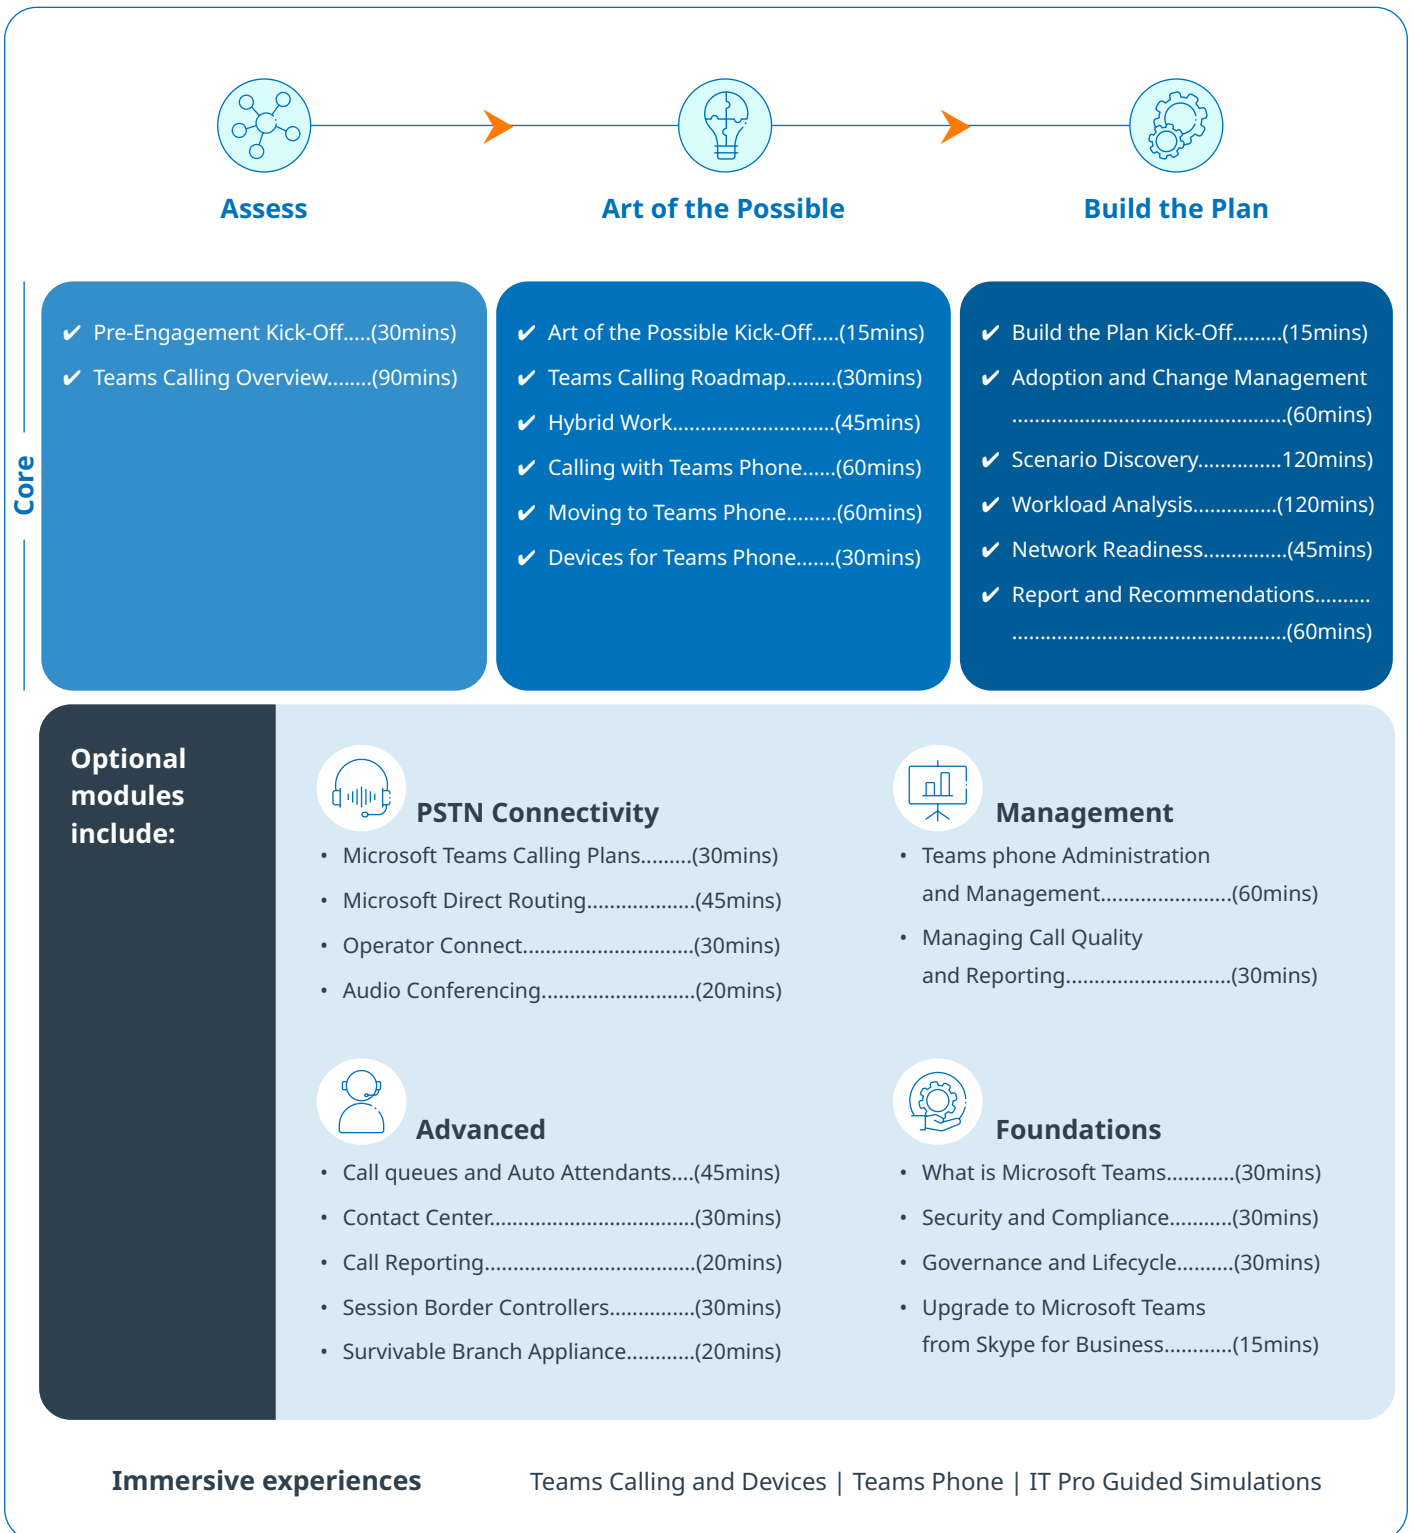 Assess
Art of the Possible
Build the Plan
Core
✔ Pre-Engagement Kick-Off.....(30mins)
✔ Teams Calling Overview........(90mins)
✔ Art of the Possible Kick-Off.....(15mins)
✔ Teams Calling Roadmap.........(30mins)
✔ Hybrid Work.............................(45mins)
✔ Calling with Teams Phone......(60mins)
✔ Moving to Teams Phone.........(60mins)
✔ Devices for Teams Phone.......(30mins)
✔ Build the Plan Kick-Off.........(15mins)
✔ Adoption and Change Management
.................................................(60mins)
✔ Scenario Discovery...............120mins)
✔ Workload Analysis...............(120mins)
✔ Network Readiness...............(45mins)
✔ Report and Recommendations..........
.................................................(60mins)
Optional
modules
include:
PSTN Connectivity
• Microsoft Teams Calling Plans.........(30mins)
• Microsoft Direct Routing...................(45mins)
• Operator Connect..............................(30mins)
• Audio Conferencing...........................(20mins)
Management
• Teams phone Administration
and Management.......................(60mins)
• Managing Call Quality
and Reporting.............................(30mins)
Advanced
• Call queues and Auto Attendants....(45mins)
• Contact Center....................................(30mins)
• Call Reporting.....................................(20mins)
• Session Border Controllers...............(30mins)
• Survivable Branch Appliance............(20mins)
Foundations
• What is Microsoft Teams............(30mins)
• Security and Compliance...........(30mins)
• Governance and Lifecycle..........(30mins)
• Upgrade to Microsoft Teams
from Skype for Business............(15mins)
Immersive experiences
Teams Calling and Devices | Teams Phone | IT Pro Guided Simulations